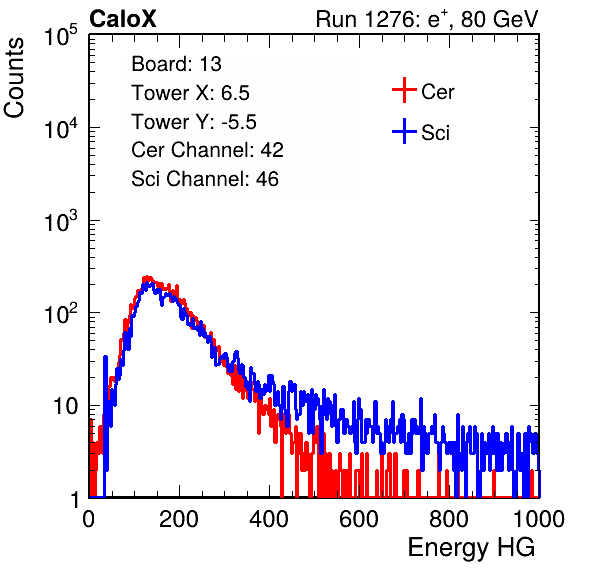 CaloX Run 1276: e⁺, 80 GeV
Counts
Board: 13
Tower X: 6.5
Tower Y: -5.5
Cer Channel: 42
Sci Channel: 46
Cer
Sci
10⁵
10⁴
10³
10²
10
1
0 200 400 600 800 1000
Energy HG